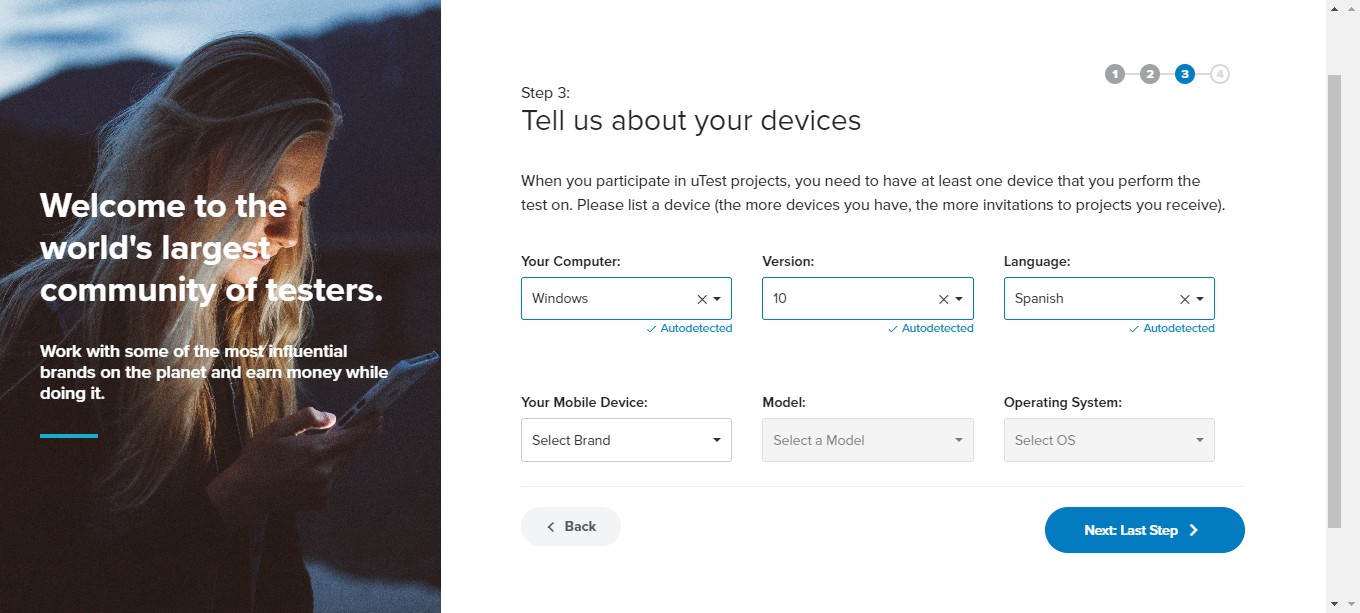 Welcome to the
world's largest
community of testers.
Work with some of the most influential
brands on the planet and earn money while
doing it.
1 2 3 4
Step 3:
Tell us about your devices
When you participate in uTest projects, you need to have at least one device that you perform the
test on. Please list a device (the more devices you have, the more invitations to projects you receive).
Your Computer: Version: Language:
Windows 10 Spanish
Autodetected Autodetected Autodetected
Your Mobile Device: Model: Operating System:
Select Brand Select a Model Select OS
Back Next: Last Step